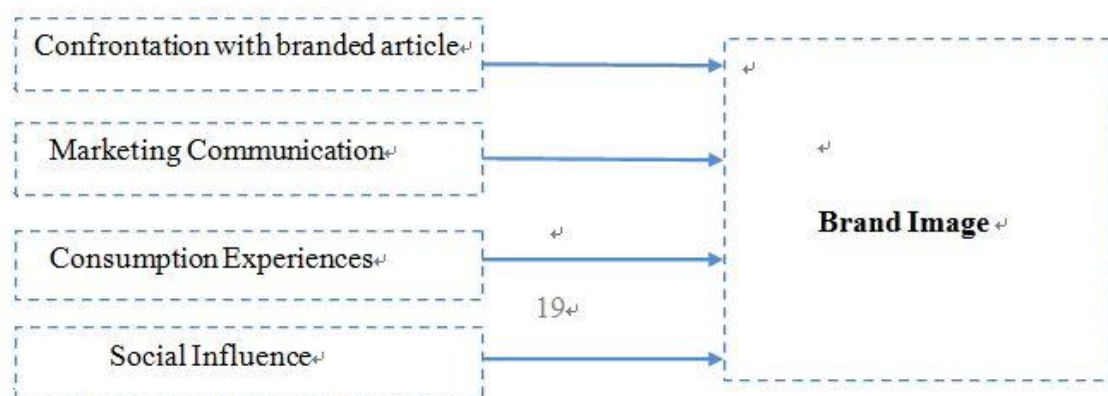 Confrontation with branded article
Marketing Communication
Brand Image
Consumption Experiences
19
Social Influence